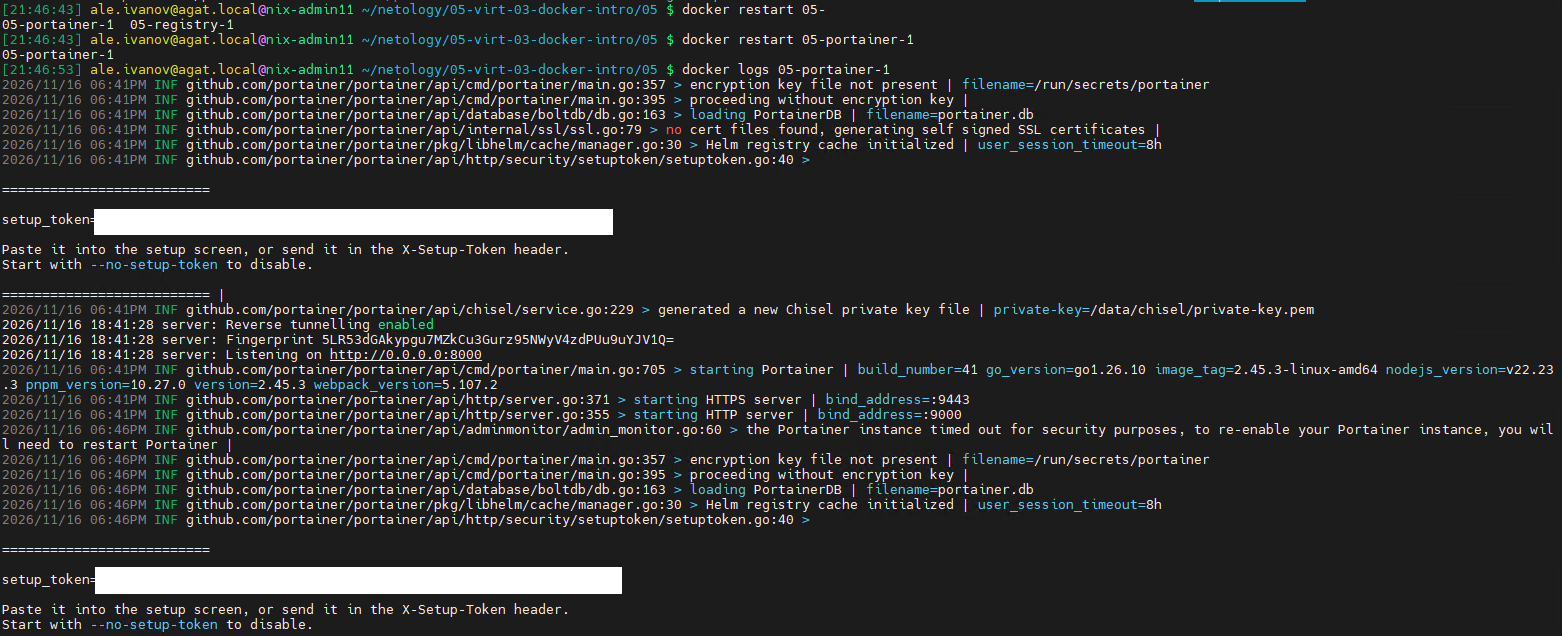 [21:46:43] ale.ivanov@agat.local@nix-admin11 ~/netology/05-virt-03-docker-intro/05 $ docker restart 05-
05-portainer-1  05-registry-1
[21:46:43] ale.ivanov@agat.local@nix-admin11 ~/netology/05-virt-03-docker-intro/05 $ docker restart 05-portainer-1
05-portainer-1
[21:46:53] ale.ivanov@agat.local@nix-admin11 ~/netology/05-virt-03-docker-intro/05 $ docker logs 05-portainer-1
2026/11/16 06:41PM INF github.com/portainer/portainer/api/cmd/portainer/main.go:357 > encryption key file not present | filename=/run/secrets/portainer
2026/11/16 06:41PM INF github.com/portainer/portainer/api/cmd/portainer/main.go:395 > proceeding without encryption key |
2026/11/16 06:41PM INF github.com/portainer/portainer/api/database/boltdb/db.go:163 > loading PortainerDB | filename=portainer.db
2026/11/16 06:41PM INF github.com/portainer/portainer/api/internal/ssl/ssl.go:79 > no cert files found, generating self signed SSL certificates |
2026/11/16 06:41PM INF github.com/portainer/portainer/pkg/libhelm/cache/manager.go:30 > Helm registry cache initialized | user_session_timeout=8h
2026/11/16 06:41PM INF github.com/portainer/portainer/api/http/security/setuptoken/setuptoken.go:40 >
==========================
setup_token=
Paste it into the setup screen, or send it in the X-Setup-Token header.
Start with --no-setup-token to disable.
========================== |
2026/11/16 06:41PM INF github.com/portainer/portainer/api/chisel/service.go:229 > generated a new Chisel private key file | private-key=/data/chisel/private-key.pem
2026/11/16 18:41:28 server: Reverse tunnelling enabled
2026/11/16 18:41:28 server: Fingerprint 5LR53dGAkypgu7MZkCu3Gurz95NWyV4zdPUu9uYJV1Q=
2026/11/16 18:41:28 server: Listening on http://0.0.0.0:8000
2026/11/16 06:41PM INF github.com/portainer/portainer/api/cmd/portainer/main.go:705 > starting Portainer | build_number=41 go_version=go1.26.10 image_tag=2.45.3-linux-amd64 nodejs_version=v22.23
.3 pnpm_version=10.27.0 version=2.45.3 webpack_version=5.107.2
2026/11/16 06:41PM INF github.com/portainer/portainer/api/http/server.go:371 > starting HTTPS server | bind_address=:9443
2026/11/16 06:41PM INF github.com/portainer/portainer/api/http/server.go:355 > starting HTTP server | bind_address=:9000
2026/11/16 06:46PM INF github.com/portainer/portainer/api/adminmonitor/admin_monitor.go:60 > the Portainer instance timed out for security purposes, to re-enable your Portainer instance, you wil
l need to restart Portainer |
2026/11/16 06:46PM INF github.com/portainer/portainer/api/cmd/portainer/main.go:357 > encryption key file not present | filename=/run/secrets/portainer
2026/11/16 06:46PM INF github.com/portainer/portainer/api/cmd/portainer/main.go:395 > proceeding without encryption key |
2026/11/16 06:46PM INF github.com/portainer/portainer/api/database/boltdb/db.go:163 > loading PortainerDB | filename=portainer.db
2026/11/16 06:46PM INF github.com/portainer/portainer/pkg/libhelm/cache/manager.go:30 > Helm registry cache initialized | user_session_timeout=8h
2026/11/16 06:46PM INF github.com/portainer/portainer/api/http/security/setuptoken/setuptoken.go:40 >
==========================
setup_token=
Paste it into the setup screen, or send it in the X-Setup-Token header.
Start with --no-setup-token to disable.